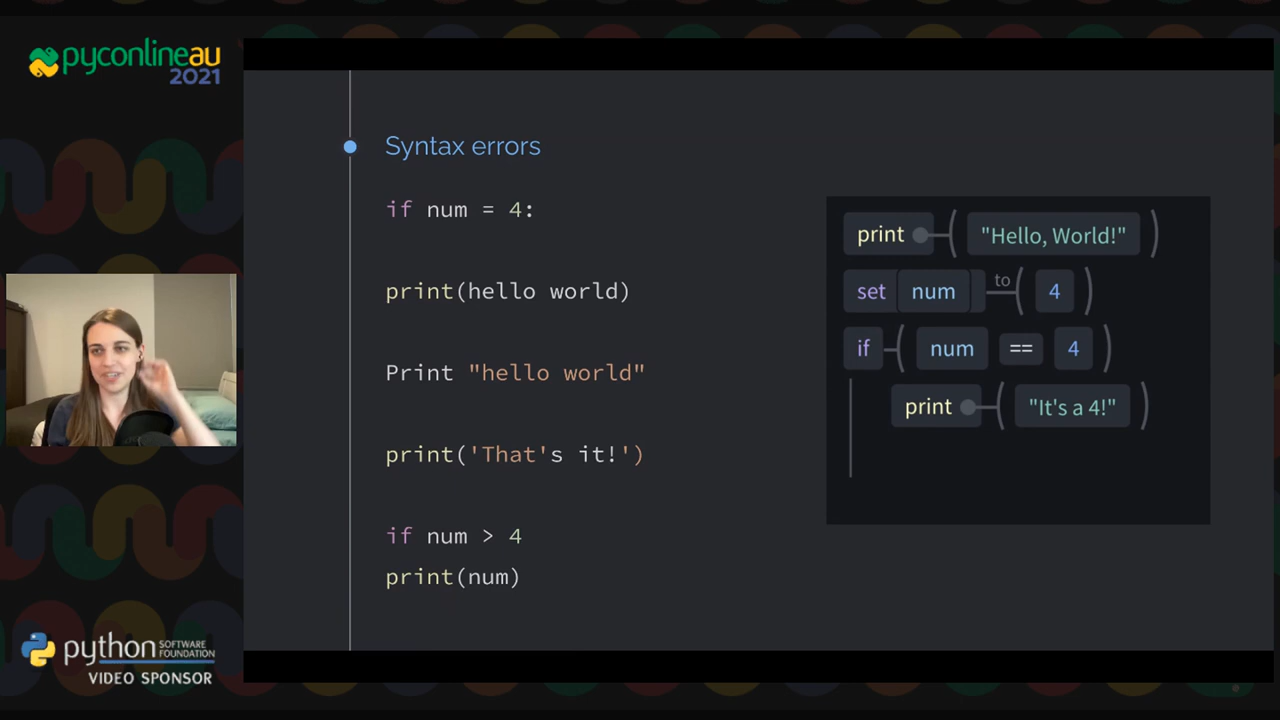 pyconlineau
2021
Syntax errors
if num = 4:
print(hello world)
Print "hello world"
print('That's it!')
if num > 4
print(num)
print ( "Hello, World!" )
set num to ( 4 )
if ( num == 4 )
print ( "It's a 4!" )
python SOFTWARE FOUNDATION
VIDEO SPONSOR